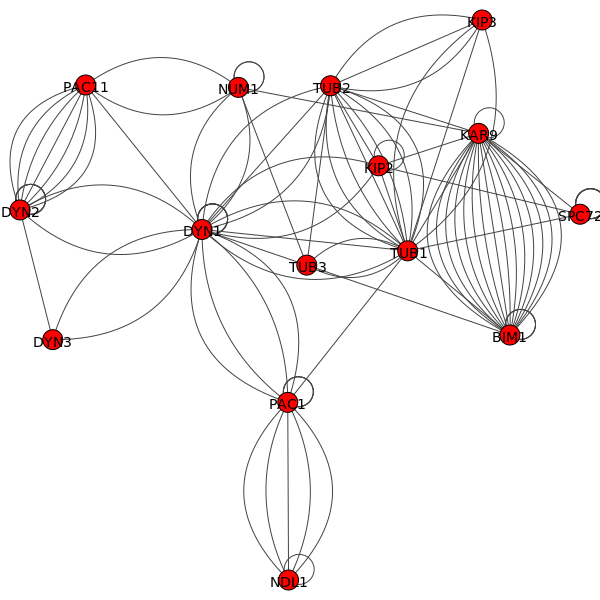 KIP3
PAC11
NUM1
TUB2
KAR9
KIP2
DYN2
SPC72
DYN1
TUB1
TUB3
BIM1
DYN3
PAC1
NDL1